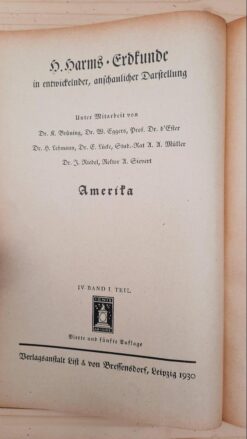 H. Harms · Erdkunde
in entwickelnder, anschaulicher Darstellung
Unter Mitarbeit von
Dr. K. Brüning, Dr. W. Eggers, Prof. Dr. d'Ester
Dr. H. Lehmann, Dr. E. Lücke, Stud.-Rat A. A. Müller
Dr. J. Riedel, Rektor A. Sievert
Amerika
IV. BAND I. TEIL
Vierte und fünfte Auflage
Verlagsanstalt List & von Bressensdorf, Leipzig 1930